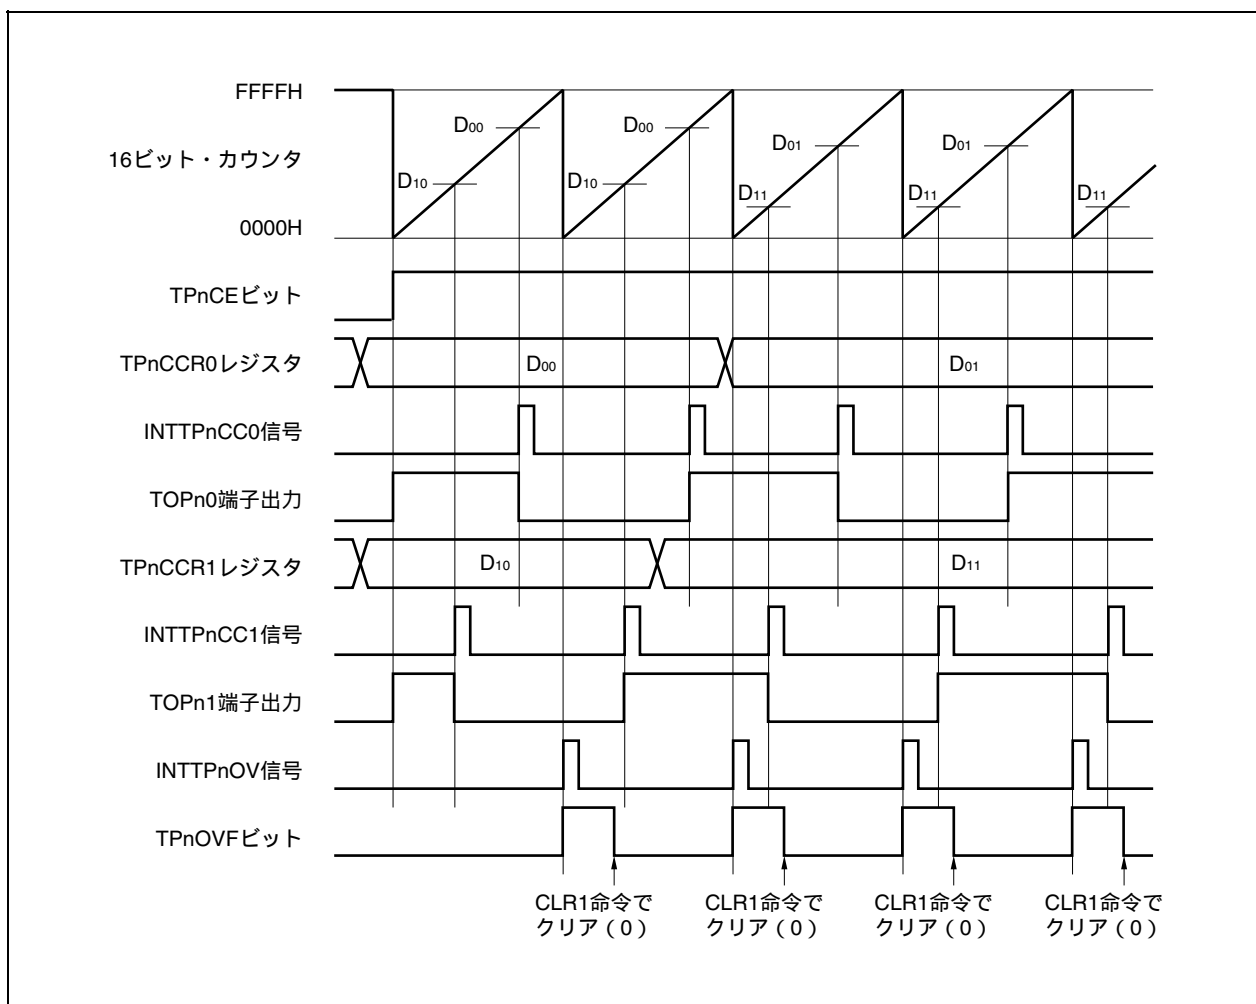 FFFFH
D00
D00
D01
D01
16ビット・カウンタ
D10
D10
D11
D11
D11
0000H
TPnCEビット
TPnCCR0レジスタ
D00
D01
INTTPnCC0信号
TOPn0端子出力
TPnCCR1レジスタ
D10
D11
INTTPnCC1信号
TOPn1端子出力
INTTPnOV信号
TPnOVFビット
CLR1命令で
クリア（0）
CLR1命令で
クリア（0）
CLR1命令で
クリア（0）
CLR1命令で
クリア（0）